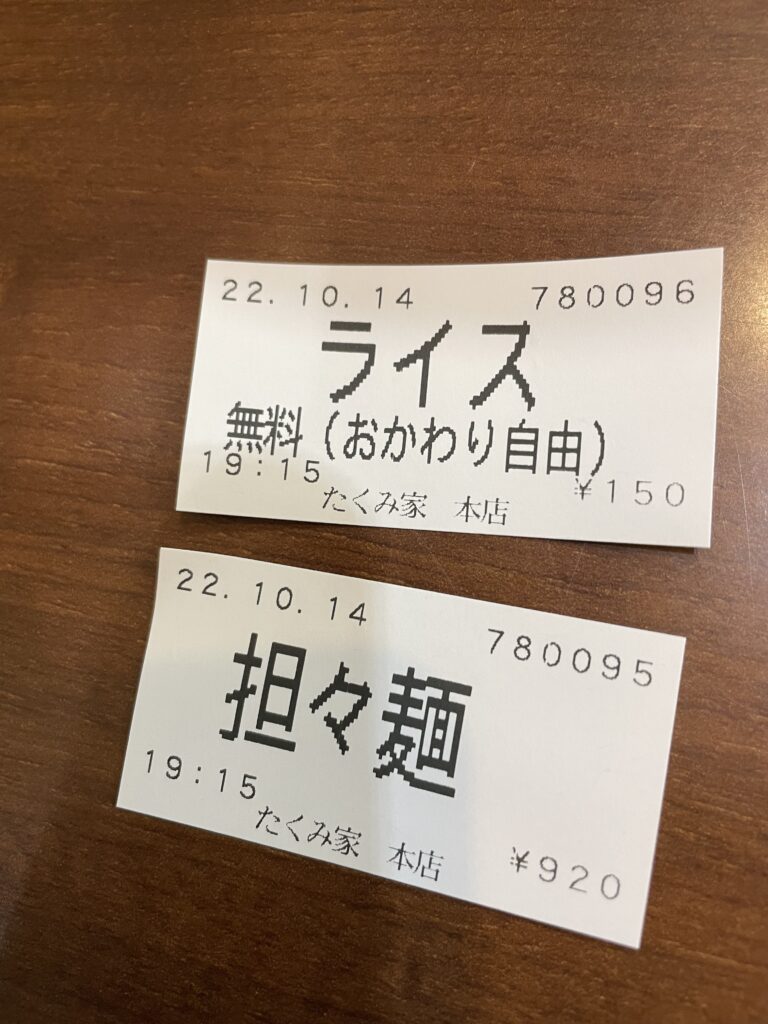 22.10.14 780096
ライス
無料(おかわり自由)
19:15 ¥150
たくみ家 本店
22.10.14 780095
担々麺
19:15
たくみ家 本店 ¥920